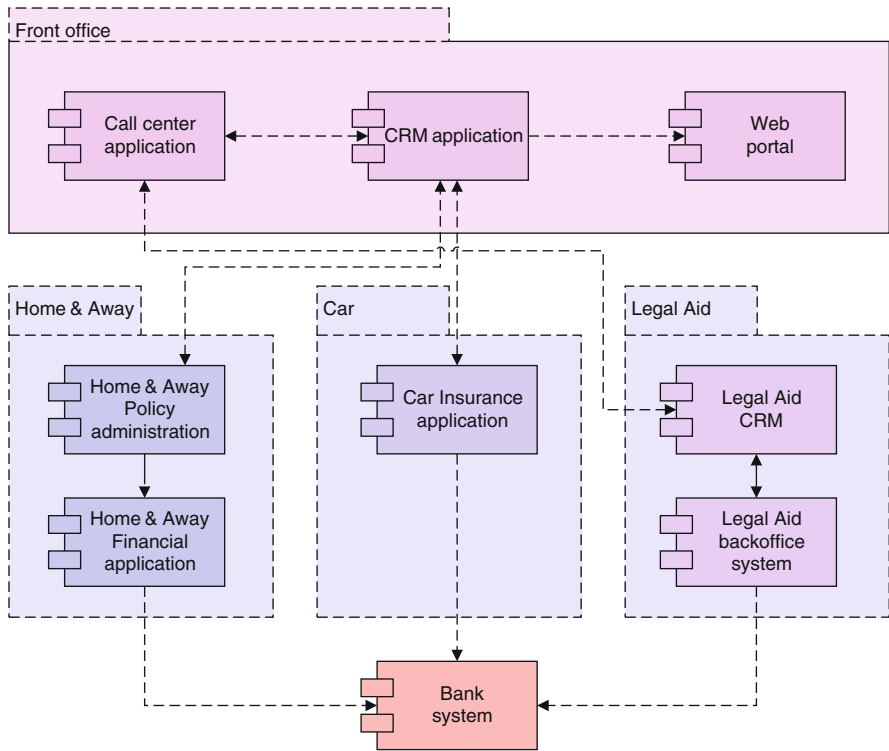 Front office
Call center
application
CRM application
Web
portal
Home & Away
Car
Legal Aid
Home & Away
Policy
administration
Car Insurance
application
Legal Aid
CRM
Home & Away
Financial
application
Legal Aid
backoffice
system
Bank
system